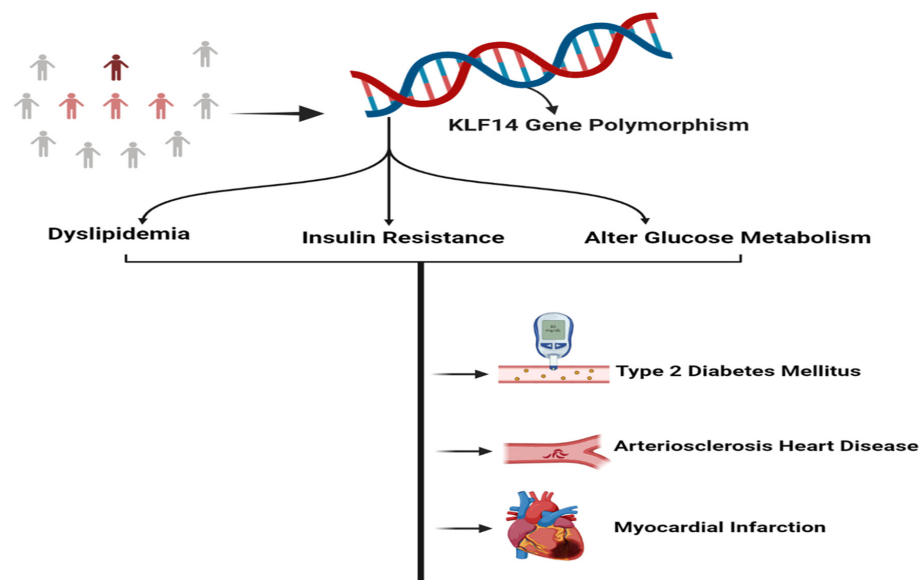 KLF14 Gene Polymorphism
Dyslipidemia
Insulin Resistance
Alter Glucose Metabolism
Type 2 Diabetes Mellitus
Arteriosclerosis Heart Disease
Myocardial Infarction